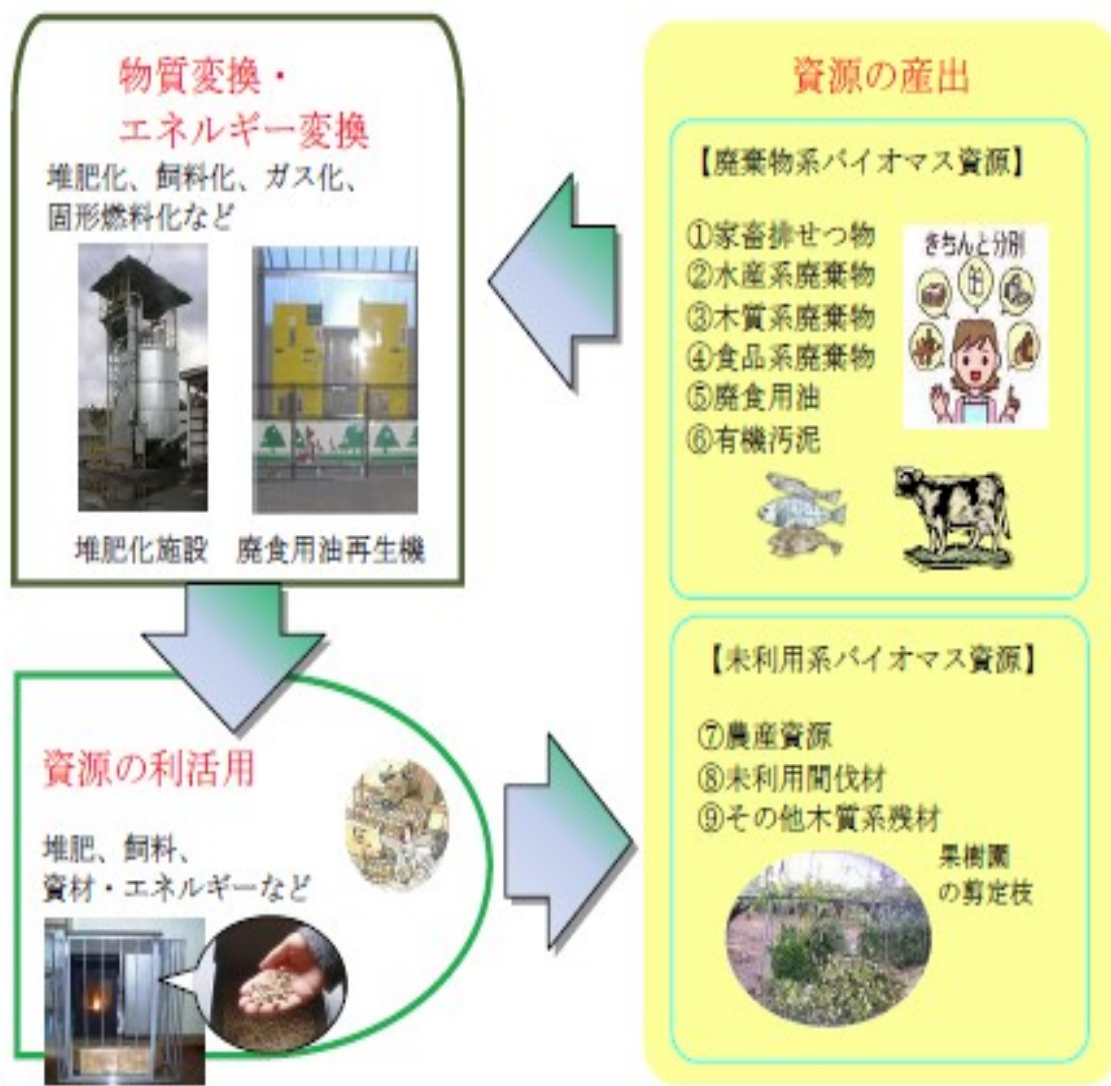 物質変換・
エネルギー変換
堆肥化、飼料化、ガス化、
固形燃料化など
堆肥化施設
廃食用油再生機
資源の産出
【廃棄物系バイオマス資源】
①家畜排せつ物
②水産系廃棄物
③木質系廃棄物
④食品系廃棄物
⑤廃食用油
⑥有機汚泥
きちんと分別
【未利用系バイオマス資源】
⑦農産資源
⑧未利用間伐材
⑨その他木質系残材
果樹園
の剪定枝
資源の利活用
堆肥、飼料、
資材・エネルギーなど